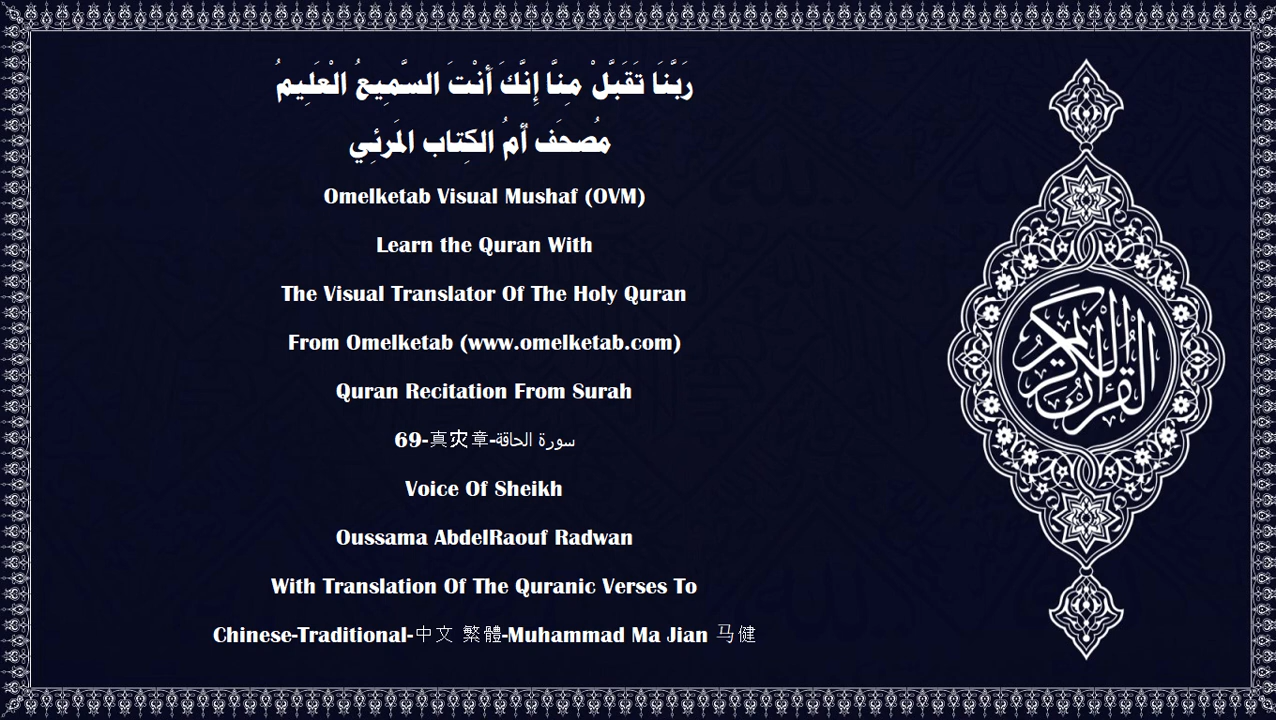 رَبَّنَا تَقَبَّلْ مِنَّا إِنَّكَ أَنْتَ السَّمِيعُ الْعَلِيمُ
مُصحَف أمُ الكِتاب المَرئِي
Omelketab Visual Mushaf (OVM)
Learn the Quran With
The Visual Translator Of The Holy Quran
From Omelketab (www.omelketab.com)
Quran Recitation From Surah
69-真灾章-سورة الحاقة
Voice Of Sheikh
Oussama AbdelRaouf Radwan
With Translation Of The Quranic Verses To
Chinese-Traditional-中文 繁體-Muhammad Ma Jian 马健
القرآن الكريم